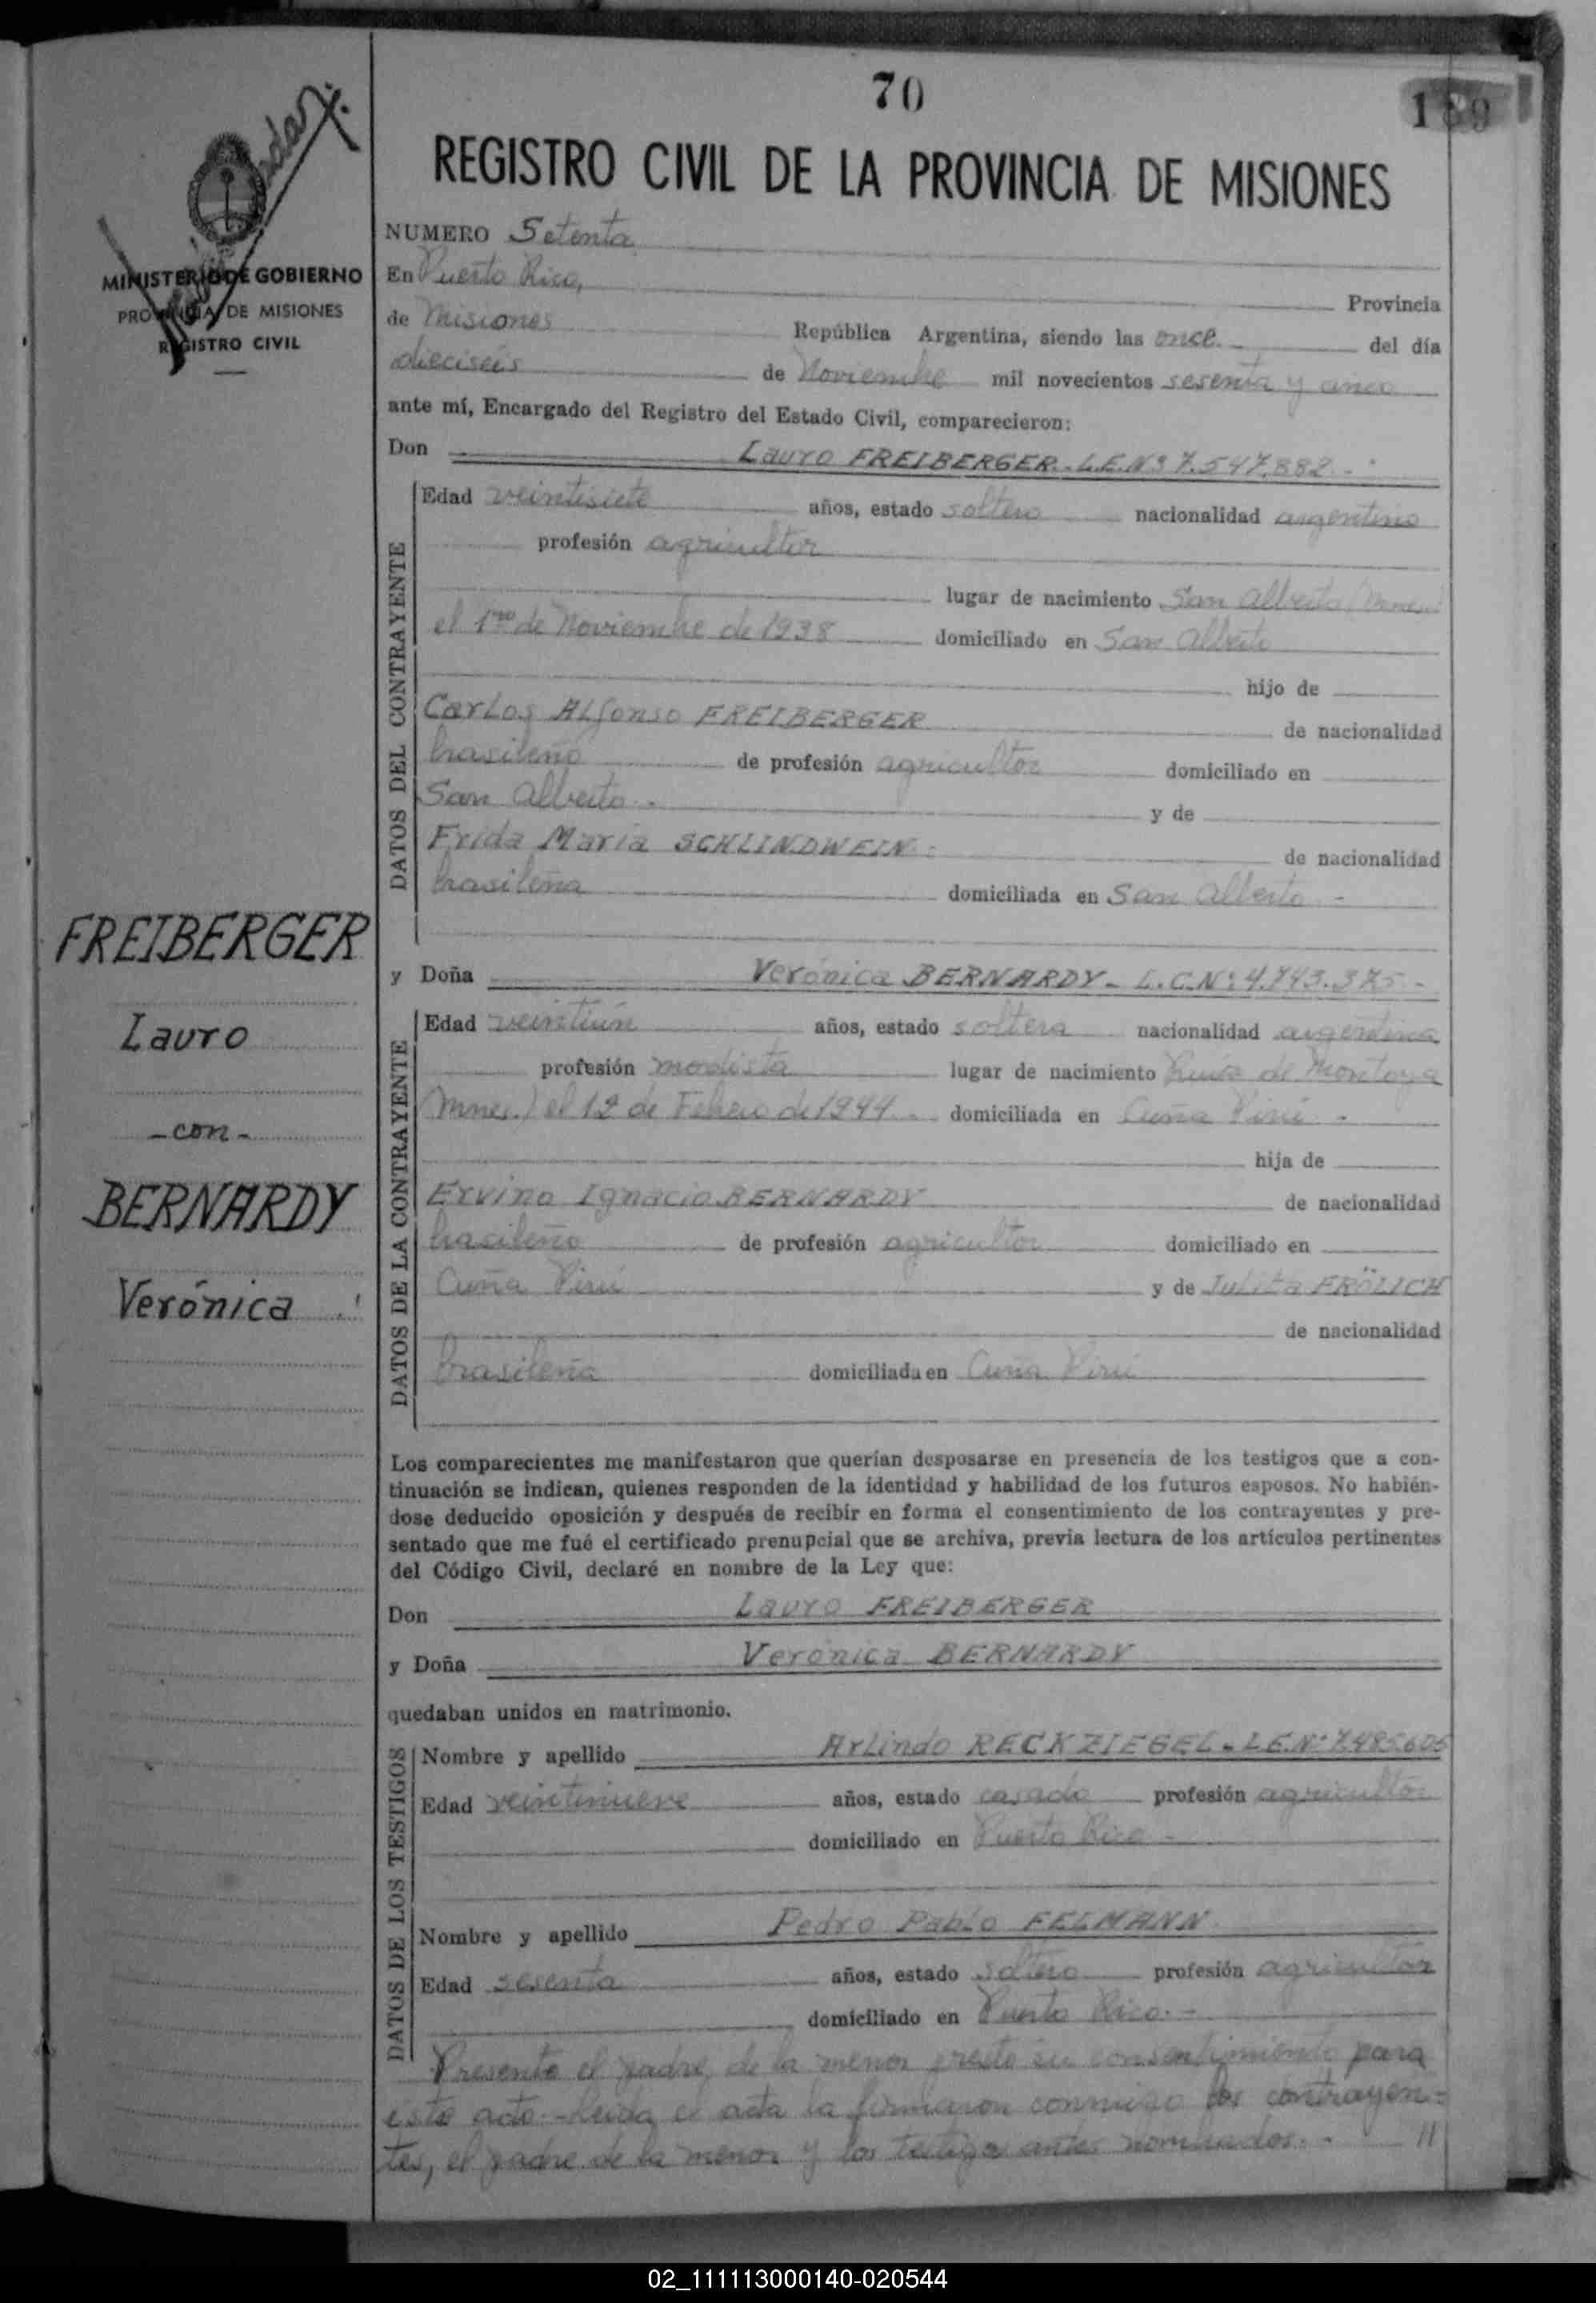 70
REGISTRO CIVIL DE LA PROVINCIA DE MISIONES
MINISTERIO DE GOBIERNO
PROVINCIA DE MISIONES
REGISTRO CIVIL
FREIBERGER
Lauro
-con-
BERNARDY
Verónica
NUMERO Setenta
En Puerto Rico, Provincia
de Misiones República Argentina, siendo las once.- del día
dieciseis de Noviembre mil novecientos sesenta y cinco
ante mí, Encargado del Registro del Estado Civil, comparecieron:
Don Lauro FREIBERGER.-L.E.Nº 7.547.882.-
DATOS DEL CONTRAYENTE
Edad veintisiete años, estado soltero nacionalidad argentino
profesión agricultor
lugar de nacimiento San Alberto
el 1ro de Noviembre de 1938 domiciliado en San Alberto
hijo de
Carlos Alfonso FREIBERGER de nacionalidad
brasileño de profesión agricultor domiciliado en
San Alberto. y de
Frida María SCHLINDWEIN de nacionalidad
brasileña domiciliada en San Alberto.-
y Doña Verónica BERNARDY- L.C.Nº 4.743.375.-
DATOS DE LA CONTRAYENTE
Edad veintiún años, estado soltera nacionalidad argentina
profesión modista lugar de nacimiento Ruiz de Montoya
(Mnes.) el 12 de Febrero de 1944. domiciliada en Cuña Pirú.-
hija de
Ervino Ignacio BERNARDY de nacionalidad
brasileño de profesión agricultor domiciliado en
Cuña Pirú y de Julita FRÖLICH
de nacionalidad
brasileña domiciliada en Cuña Pirú
Los comparecientes me manifestaron que querían desposarse en presencia de los testigos que a con-
tinuación se indican, quienes responden de la identidad y habilidad de los futuros esposos. No habién-
dose deducido oposición y después de recibir en forma el consentimiento de los contrayentes y pre-
sentado que me fué el certificado prenupcial que se archiva, previa lectura de los artículos pertinentes
del Código Civil, declaré en nombre de la Ley que:
Don Lauro FREIBERGER
y Doña Verónica BERNARDY
quedaban unidos en matrimonio.
DATOS DE LOS TESTIGOS
Nombre y apellido Arlindo RECKZIEGEL-L.E.Nº 7.485.605
Edad veintinueve años, estado casado profesión agricultor
domiciliado en Puerto Rico.-
Nombre y apellido Pedro Pablo FELMANN
Edad sesenta años, estado soltero profesión agricultor
domiciliado en Puerto Rico.-
Presente el padre de la menor prestó su consentimiento para
este acto.-Leída el acta la firmaron conmigo los contrayen=
tes, el padre de la menor y los testigos antes nombrados.- //
02_111113000140-020544